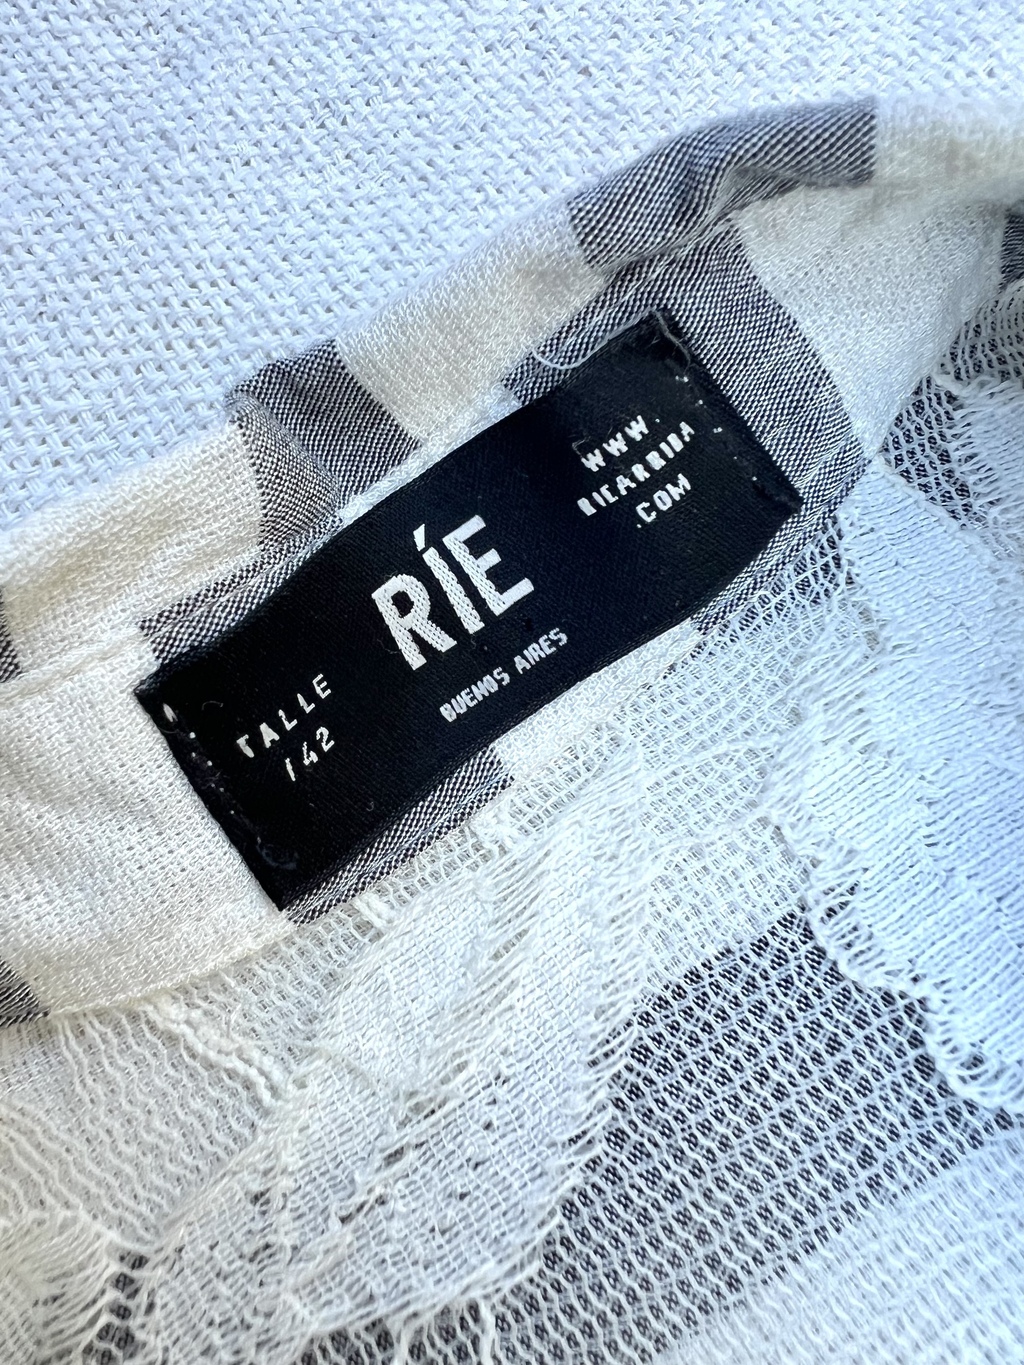 TALLE
/42
RÍE
BUENOS AIRES
WWW.
RIEARRIBA
.COM